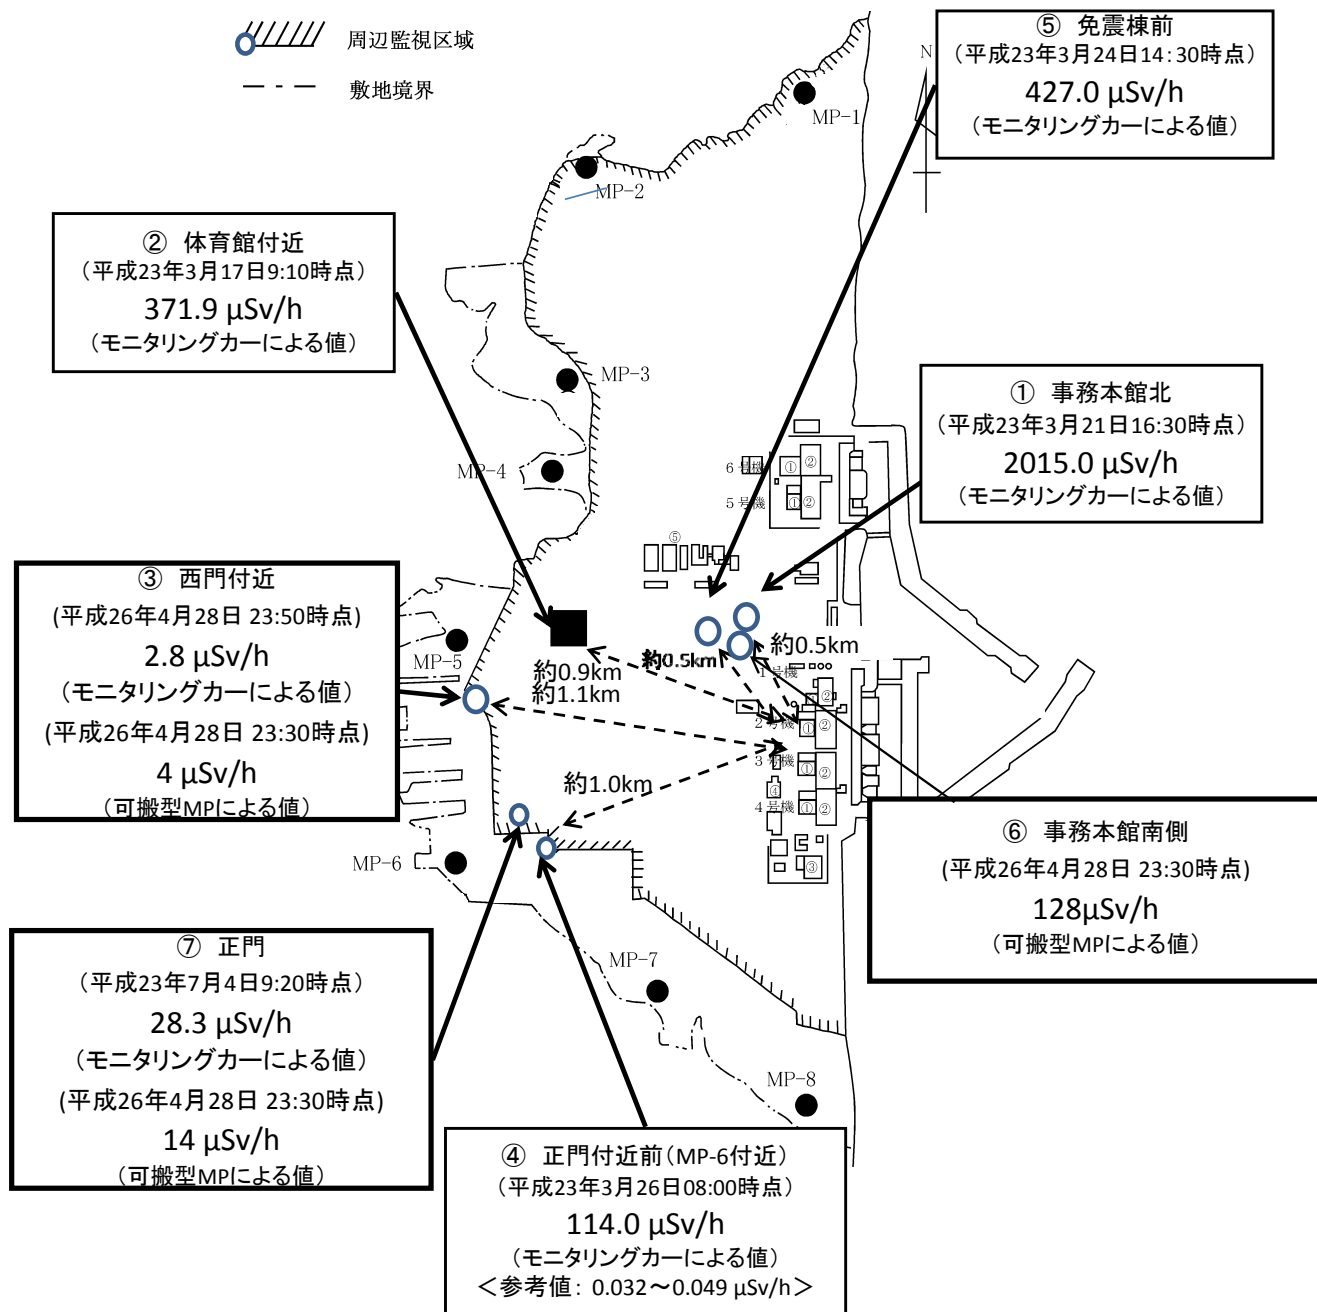 周辺監視区域
敷地境界
⑤ 免震棟前
（平成23年3月24日14:30時点）
427.0 μSv/h
（モニタリングカーによる値）
N
MP-1
MP-2
② 体育館付近
（平成23年3月17日9:10時点）
371.9 μSv/h
（モニタリングカーによる値）
MP-3
① 事務本館北
（平成23年3月21日16:30時点）
2015.0 μSv/h
（モニタリングカーによる値）
MP-4
6号機
① ②
5号機
① ②
⑤
③ 西門付近
(平成26年4月28日 23:50時点)
2.8 μSv/h
（モニタリングカーによる値）
(平成26年4月28日 23:30時点)
4 μSv/h
（可搬型MPによる値）
MP-5
約0.9km
約1.1km
約0.5km
約0.5km
1号機
②
2号機
① ②
3号機
① ②
④
4号機
① ②
③
約1.0km
MP-6
⑥ 事務本館南側
(平成26年4月28日 23:30時点)
128μSv/h
（可搬型MPによる値）
⑦ 正門
（平成23年7月4日9:20時点）
28.3 μSv/h
（モニタリングカーによる値）
(平成26年4月28日 23:30時点)
14 μSv/h
（可搬型MPによる値）
MP-7
MP-8
④ 正門付近前（MP-6付近）
（平成23年3月26日08:00時点）
114.0 μSv/h
（モニタリングカーによる値）
＜参考値：0.032～0.049 μSv/h＞